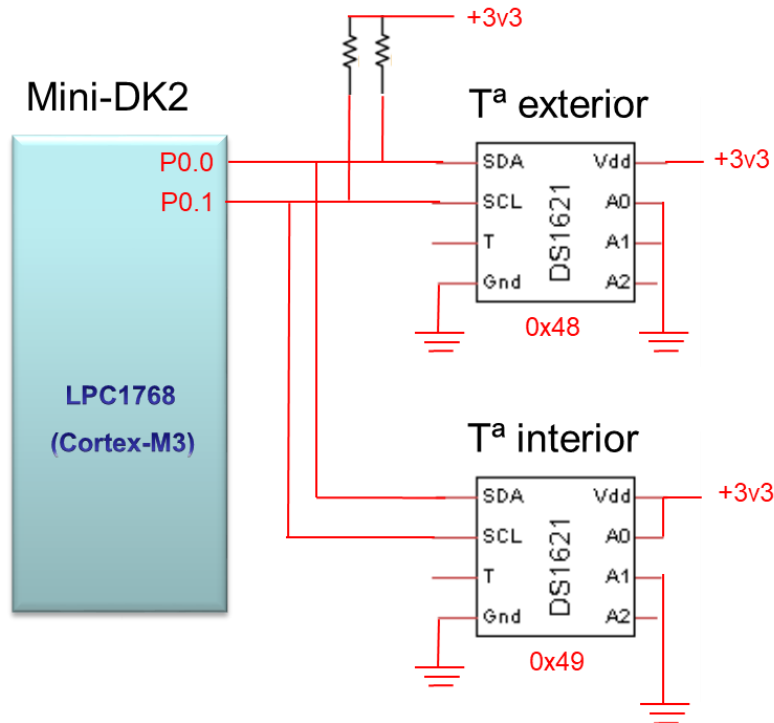 +3v3
Mini-DK2
P0.0
P0.1
LPC1768
(Cortex-M3)
Tª exterior
SDA
SCL
T
Gnd
DS1621
Vdd
A0
A1
A2
+3v3
0x48
Tª interior
SDA
SCL
T
Gnd
DS1621
Vdd
A0
A1
A2
+3v3
0x49